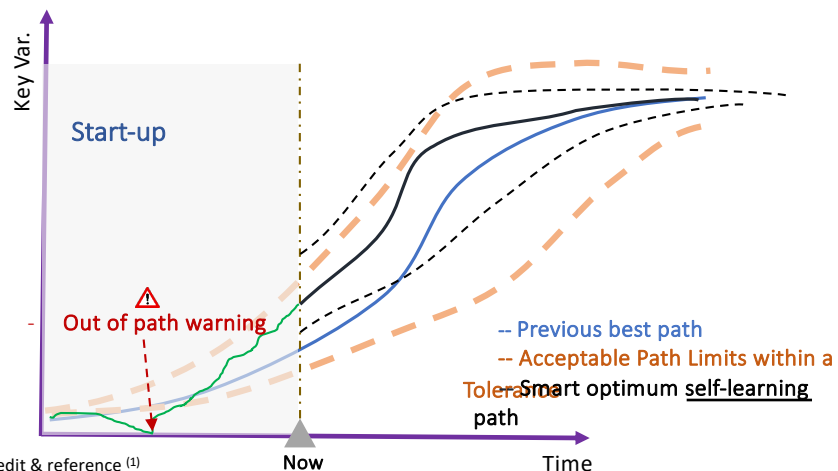 Key Var.
Start-up
!
Out of path warning
-- Previous best path
-- Acceptable Path Limits within a
Tolerance
-- Smart optimum self-learning
path
edit & reference (1)
Now
Time